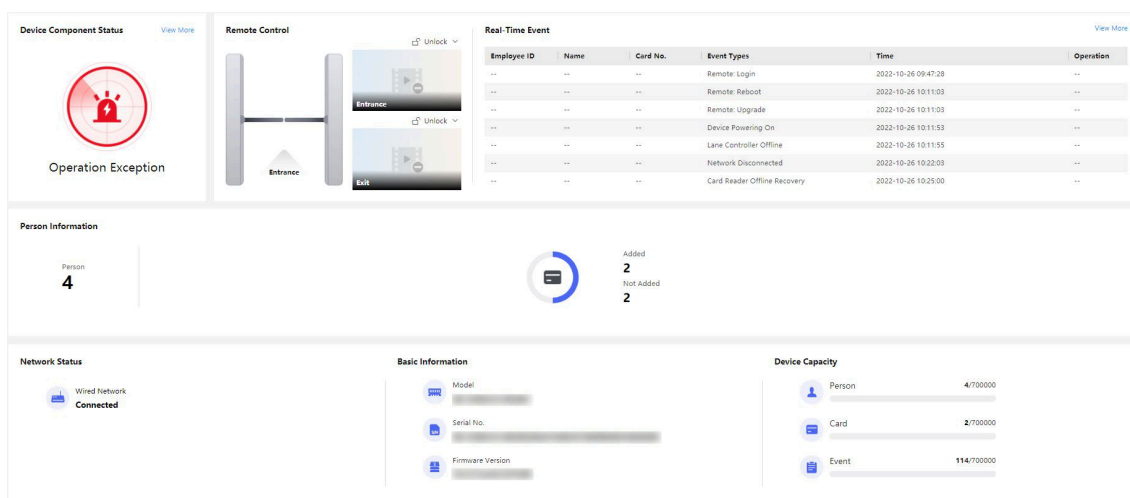 Device Component Status
View More
Operation Exception
Remote Control
Unlock
Entrance
Unlock
Exit
Entrance
Real-Time Event
View More
Employee ID Name Card No. Event Types Time Operation
-- -- -- Remote: Login 2022-10-26 09:47:28 --
-- -- -- Remote: Reboot 2022-10-26 10:11:03 --
-- -- -- Remote: Upgrade 2022-10-26 10:11:03 --
-- -- -- Device Powering On 2022-10-26 10:11:53 --
-- -- -- Lane Controller Offline 2022-10-26 10:11:55 --
-- -- -- Network Disconnected 2022-10-26 10:22:03 --
-- -- -- Card Reader Offline Recovery 2022-10-26 10:25:00 --
Person Information
Person
4
Added
2
Not Added
2
Network Status
Wired Network
Connected
Basic Information
Model
Serial No.
Firmware Version
Device Capacity
Person 4/700000
Card 2/700000
Event 114/700000